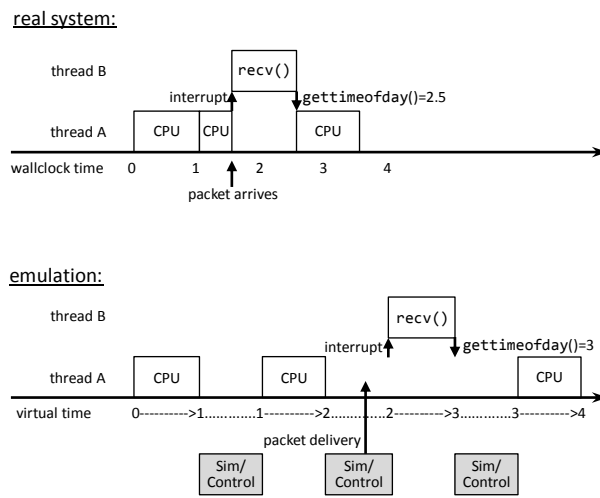 real system:
thread B
recv()
interrupt
gettimeofday()=2.5
thread A
CPU
CPU
CPU
wallclock time
0
1
2
3
4
packet arrives
emulation:
thread B
recv()
interrupt
gettimeofday()=3
thread A
CPU
CPU
CPU
virtual time
0---------->1...........1---------->2...........2---------->3...........3---------->4
packet delivery
Sim/
Control
Sim/
Control
Sim/
Control